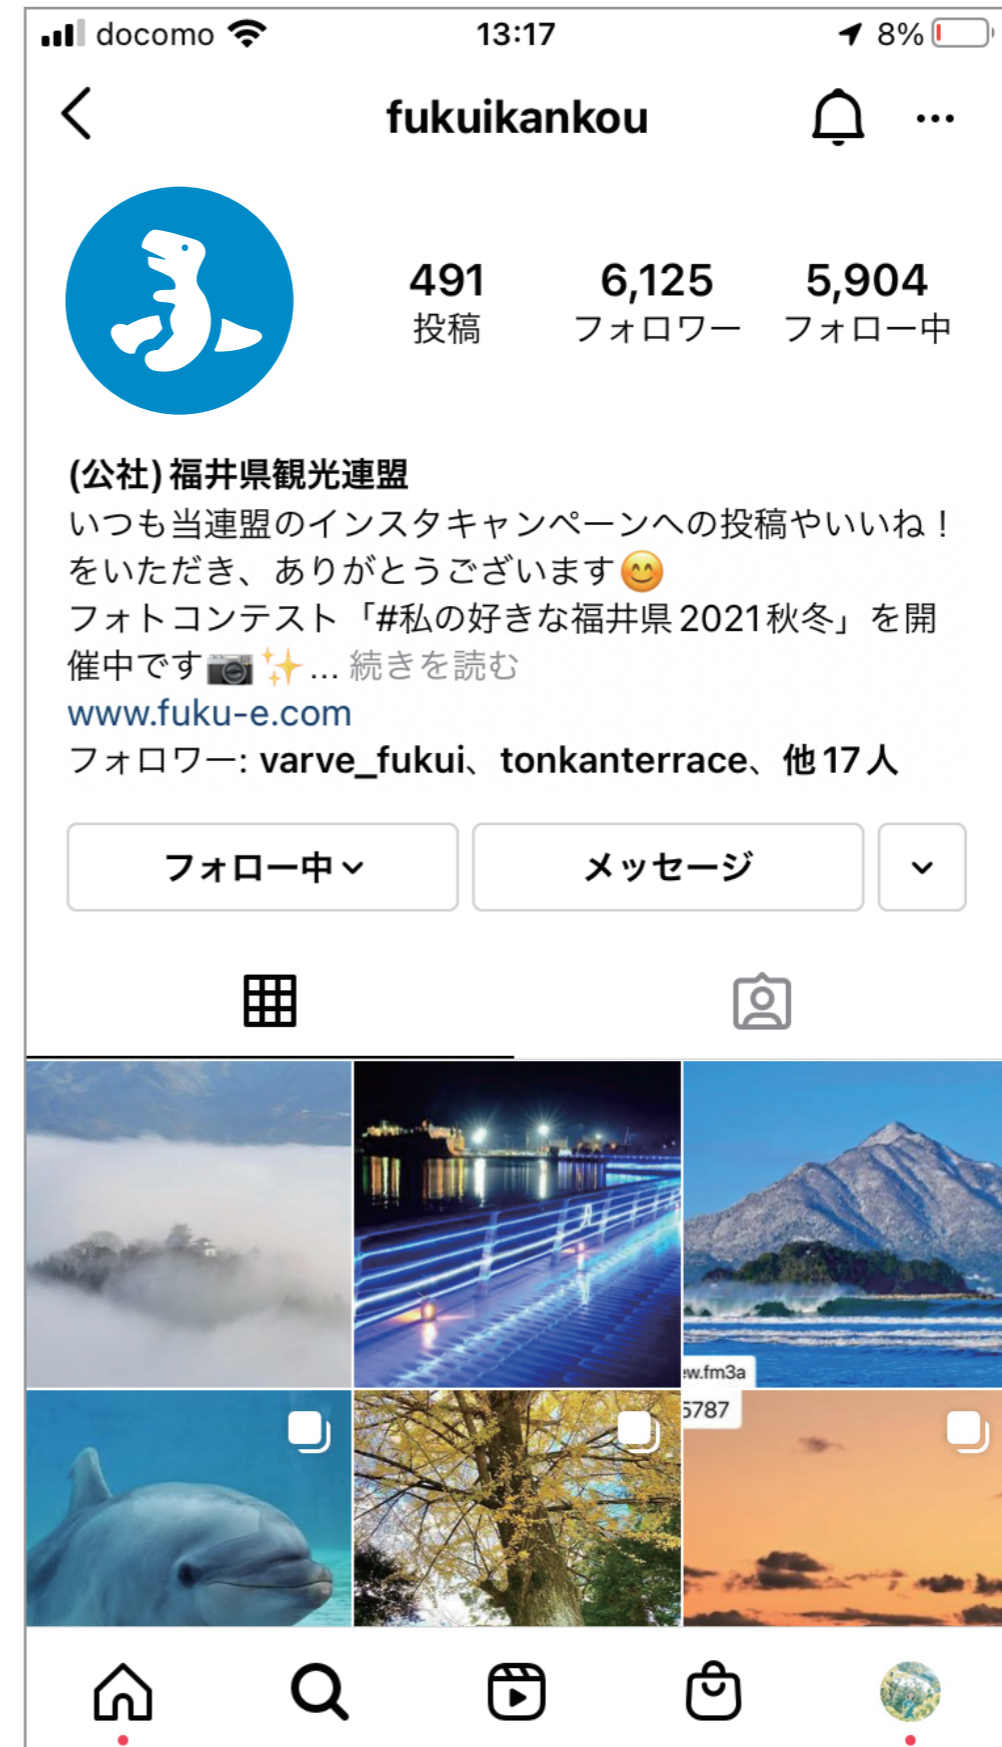 docomo 13:17 8%
fukuikankou
491 6,125 5,904
投稿 フォロワー フォロー中
(公社)福井県観光連盟
いつも当連盟のインスタキャンペーンへの投稿やいいね！
をいただき、ありがとうございます😊
フォトコンテスト「#私の好きな福井県2021秋冬」を開
催中です📷✨... 続きを読む
www.fuku-e.com
フォロワー: varve_fukui、tonkanterrace、他17人
フォロー中 メッセージ
w.fm3a
5787